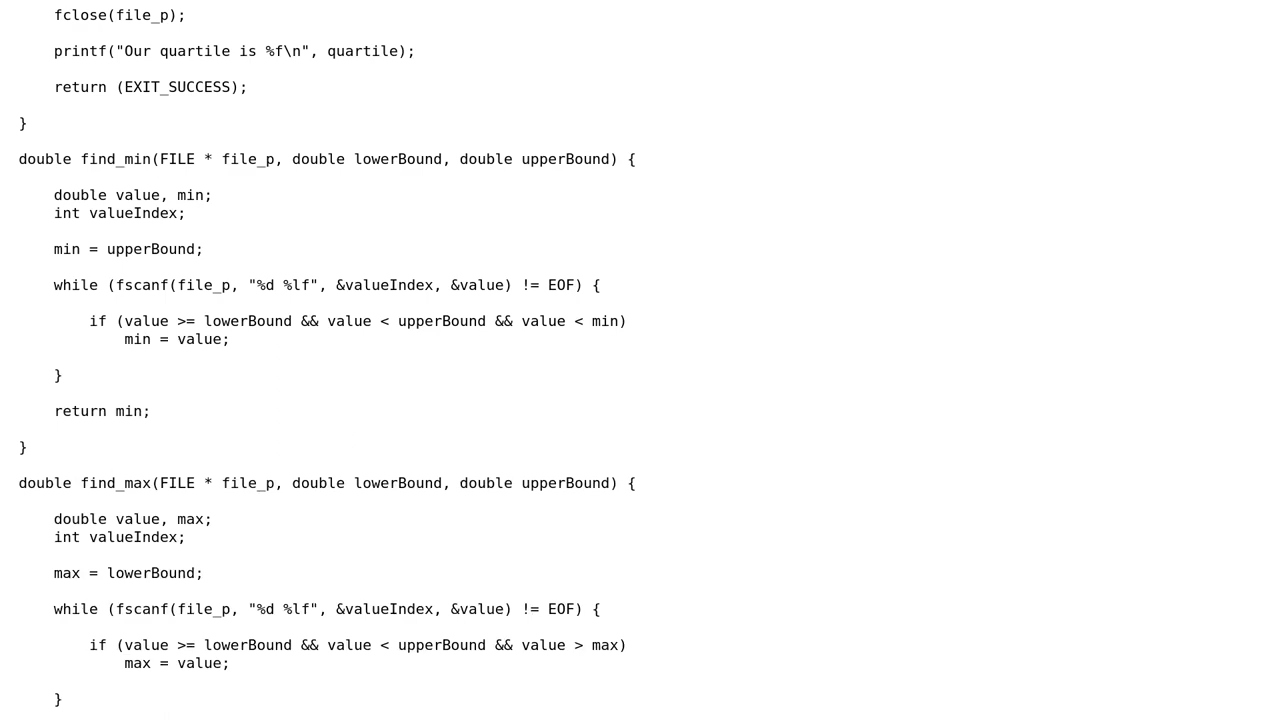 fclose(file_p);

    printf("Our quartile is %f\n", quartile);

    return (EXIT_SUCCESS);

}

double find_min(FILE * file_p, double lowerBound, double upperBound) {

    double value, min;
    int valueIndex;

    min = upperBound;

    while (fscanf(file_p, "%d %lf", &valueIndex, &value) != EOF) {

        if (value >= lowerBound && value < upperBound && value < min)
            min = value;

    }

    return min;

}

double find_max(FILE * file_p, double lowerBound, double upperBound) {

    double value, max;
    int valueIndex;

    max = lowerBound;

    while (fscanf(file_p, "%d %lf", &valueIndex, &value) != EOF) {

        if (value >= lowerBound && value < upperBound && value > max)
            max = value;

    }